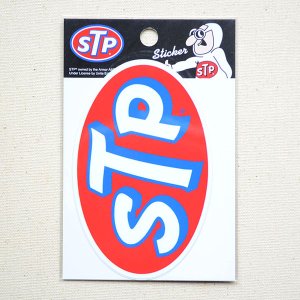 STP
Sticker
STP
STP® owned by the Armor All
Under License by
STP